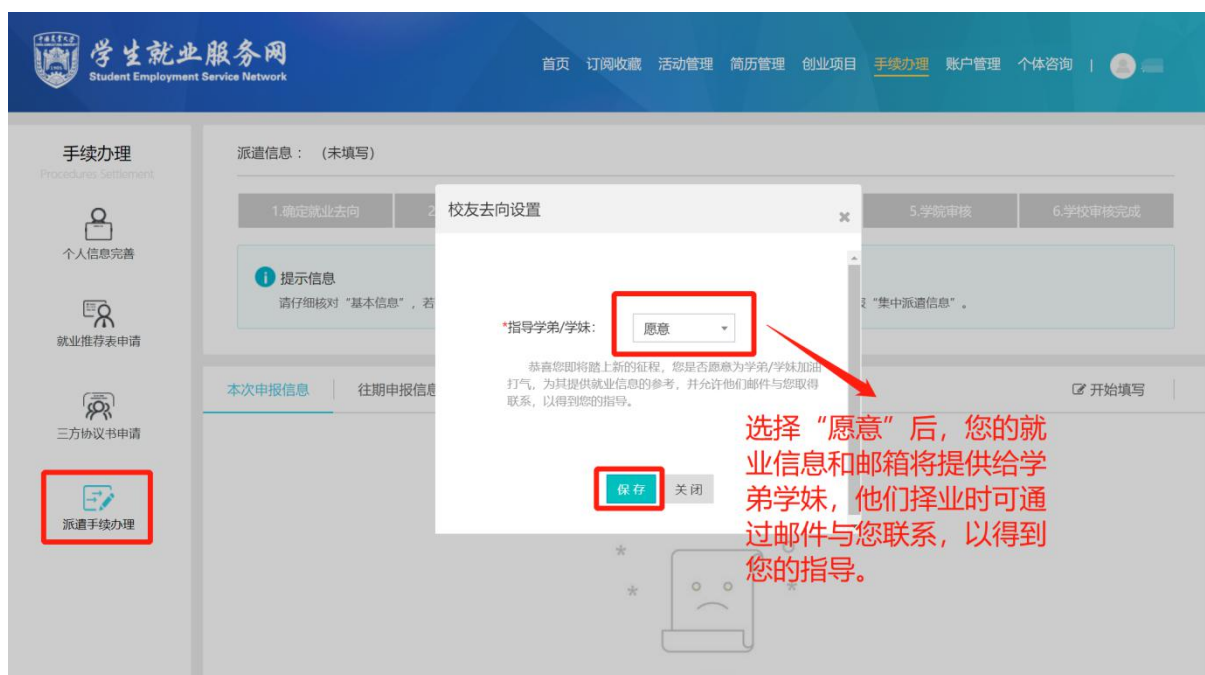 中国农业大学
1905
学生就业服务网
Student Employment Service Network
首页 订阅收藏 活动管理 简历管理 创业项目 手续办理 账户管理 个体咨询 |
手续办理
Procedures Settlement
个人信息完善
就业推荐表申请
三方协议书申请
派遣手续办理
派遣信息： （未填写）
1.确定就业去向 2 5.学院审核 6.学校审核完成
提示信息
请仔细核对“基本信息”，若 “集中派遣信息”。
本次申报信息 往期申报信息 开始填写
校友去向设置 ×
*指导学弟/学妹： 愿意
恭喜您即将踏上新的征程，您是否愿意为学弟/学妹加油
打气，为其提供就业信息的参考，并允许他们邮件与您取得
联系，以得到您的指导。
保存 关闭
选择“愿意”后，您的就
业信息和邮箱将提供给学
弟学妹，他们择业时可通
过邮件与您联系，以得到
您的指导。